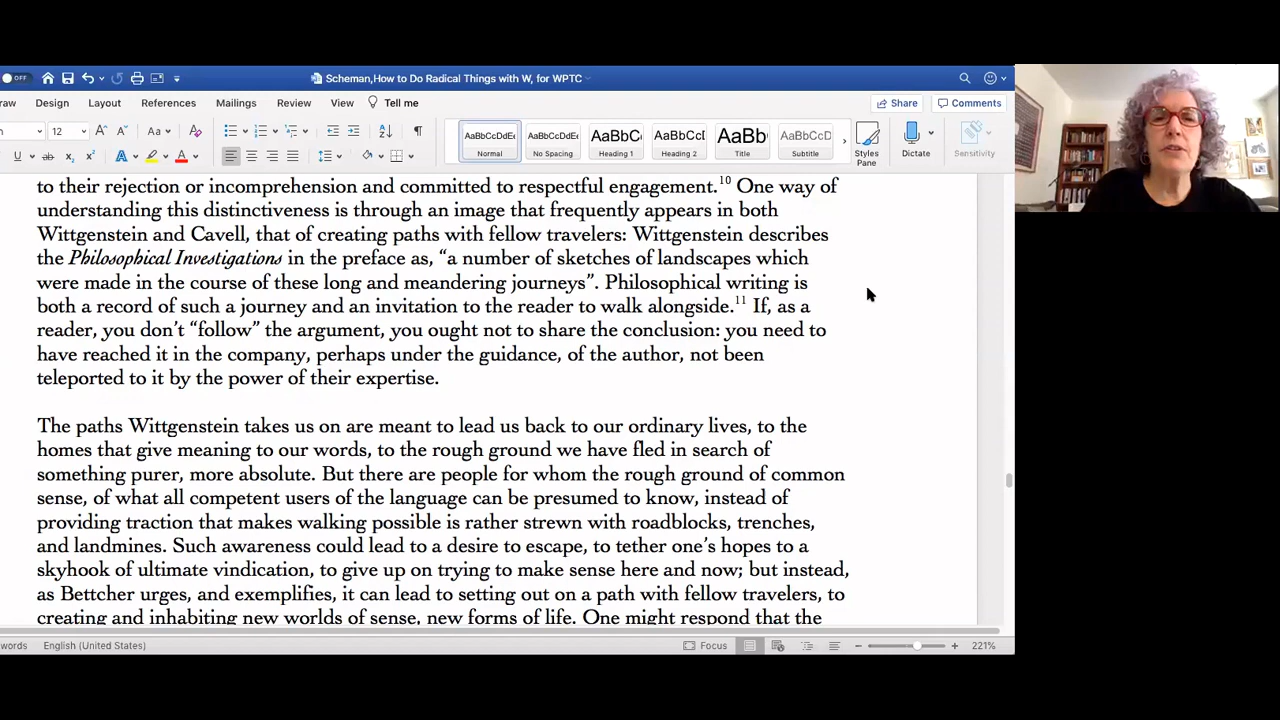 OFF
Scheman,How to Do Radical Things with W, for WPTC
raw Design Layout References Mailings Review View Tell me Share Comments
12 Aa
AaBbCcDdEe AaBbCcDdEe AaBbC AaBbCcD AaBb AaBbCcD
U ab x₂ x² A A Normal No Spacing Heading 1 Heading 2 Title Subtitle Styles Pane Dictate Sensitivity
to their rejection or incomprehension and committed to respectful engagement.10 One way of
understanding this distinctiveness is through an image that frequently appears in both
Wittgenstein and Cavell, that of creating paths with fellow travelers: Wittgenstein describes
the Philosophical Investigations in the preface as, “a number of sketches of landscapes which
were made in the course of these long and meandering journeys”. Philosophical writing is
both a record of such a journey and an invitation to the reader to walk alongside.11 If, as a
reader, you don’t “follow” the argument, you ought not to share the conclusion: you need to
have reached it in the company, perhaps under the guidance, of the author, not been
teleported to it by the power of their expertise.
The paths Wittgenstein takes us on are meant to lead us back to our ordinary lives, to the
homes that give meaning to our words, to the rough ground we have fled in search of
something purer, more absolute. But there are people for whom the rough ground of common
sense, of what all competent users of the language can be presumed to know, instead of
providing traction that makes walking possible is rather strewn with roadblocks, trenches,
and landmines. Such awareness could lead to a desire to escape, to tether one’s hopes to a
skyhook of ultimate vindication, to give up on trying to make sense here and now; but instead,
as Bettcher urges, and exemplifies, it can lead to setting out on a path with fellow travelers, to
creating and inhabiting new worlds of sense, new forms of life. One might respond that the
words English (United States) Focus 221%